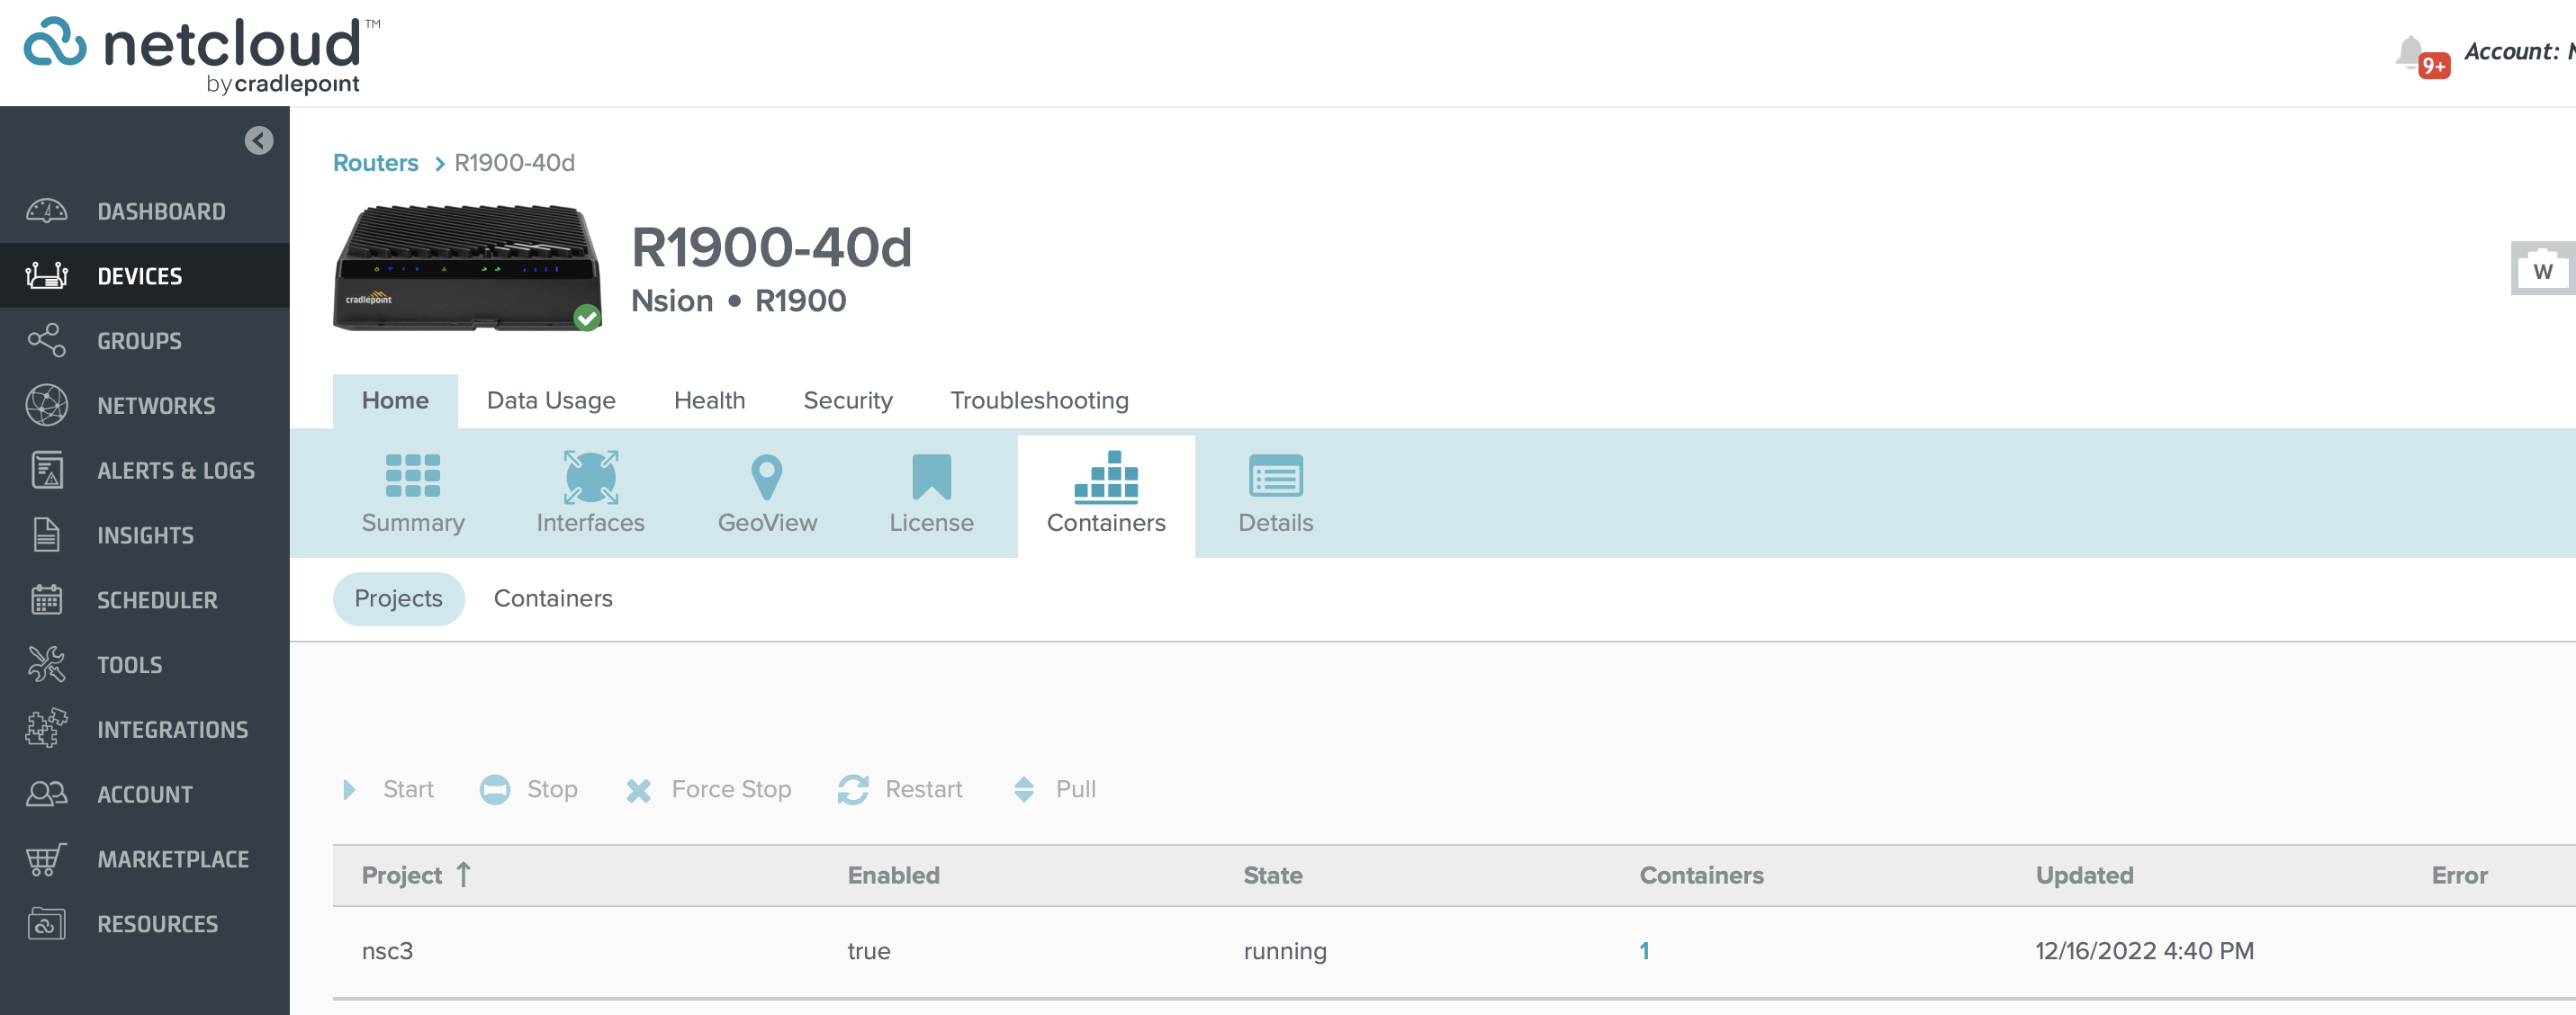 netcloud™
by cradlepoint
9+
Account:
Routers > R1900-40d
cradlepoint
R1900-40d
Nsion • R1900
W
DASHBOARD
DEVICES
GROUPS
NETWORKS
ALERTS & LOGS
INSIGHTS
SCHEDULER
TOOLS
INTEGRATIONS
ACCOUNT
MARKETPLACE
RESOURCES
Home Data Usage Health Security Troubleshooting
Summary Interfaces GeoView License Containers Details
Projects Containers
Start Stop Force Stop Restart Pull
Project ↑ Enabled State Containers Updated Error
nsc3 true running 1 12/16/2022 4:40 PM